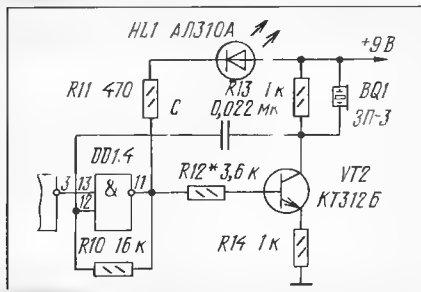 HL1 АЛ310А
+9 В
R11 470
R13
1 к
BQ1
ЗП-3
С
0,022 мк
DD1.4
3
13
12
&
11
R12* 3,6 к
VT2
КТ312Б
R10 16 к
R14 1 к